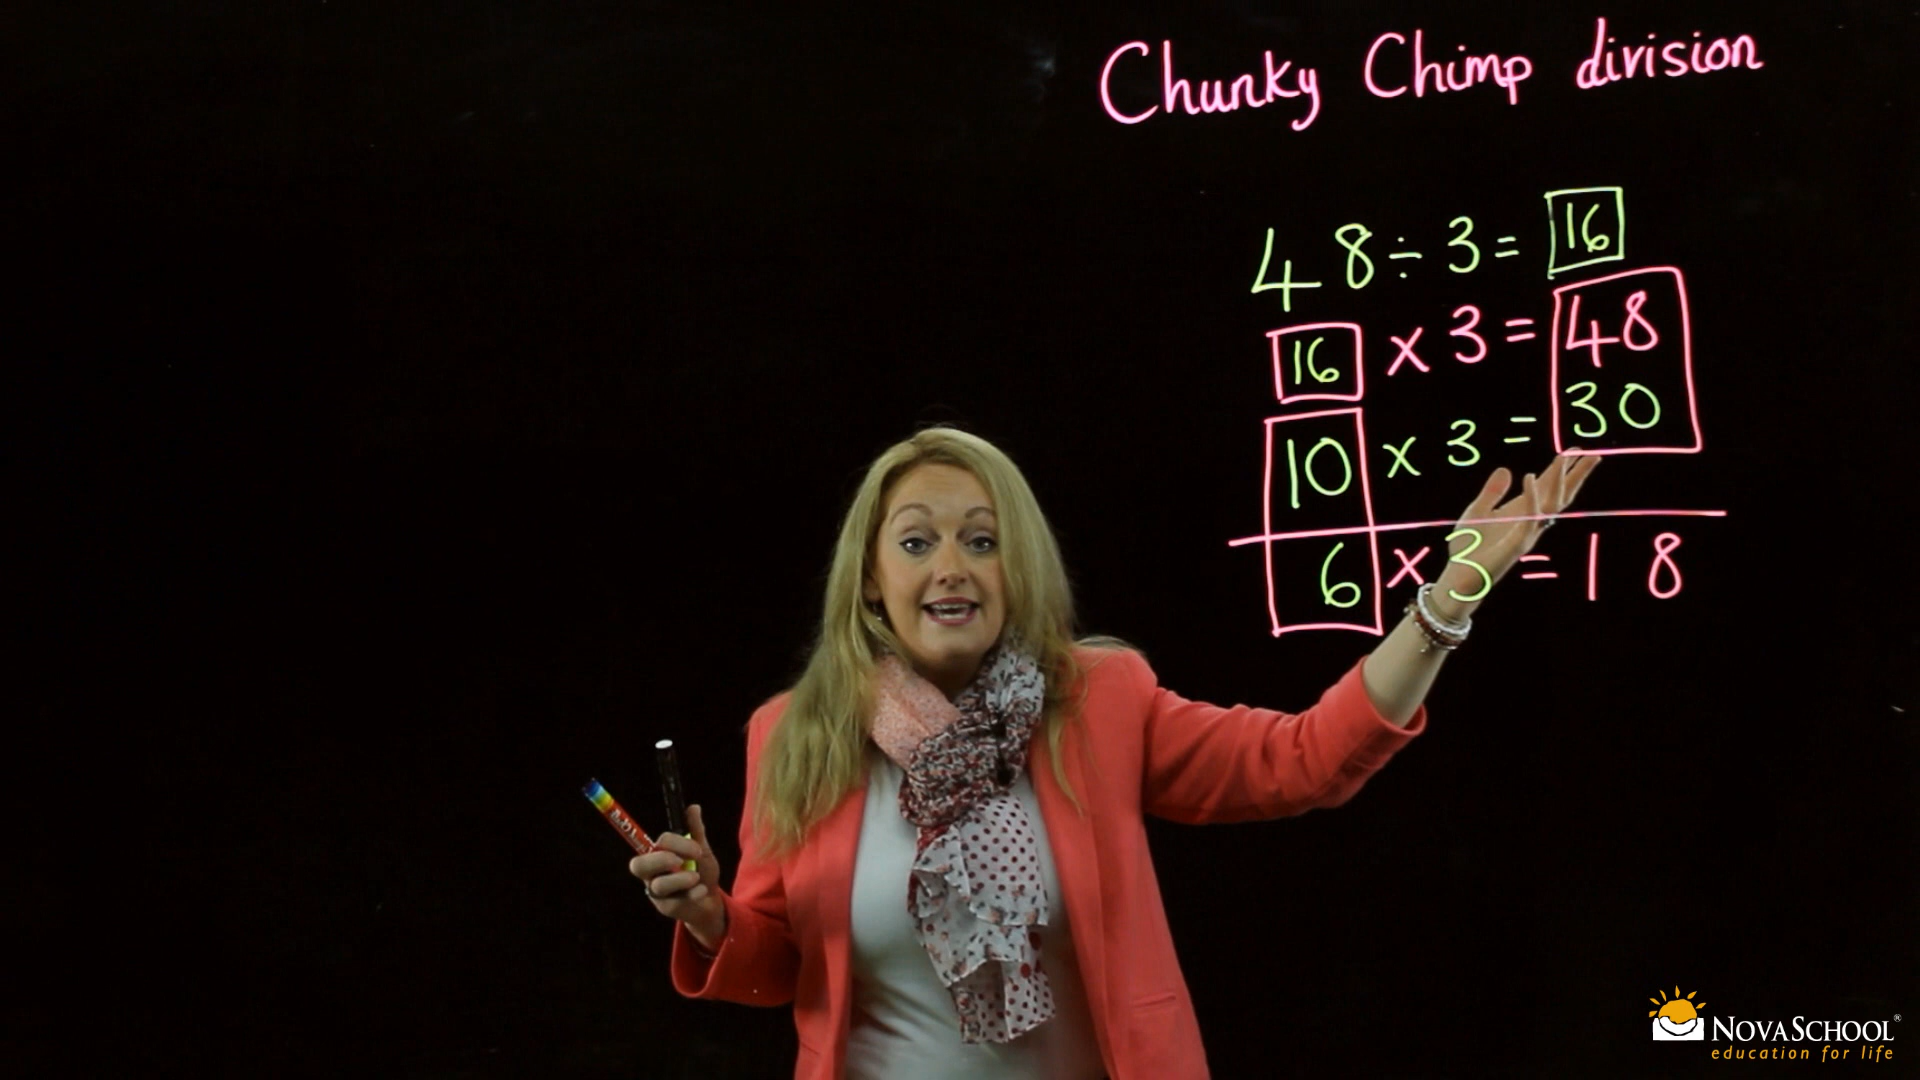 Chunky Chimp division
48 ÷ 3 = 16
16 x 3 = 48
10 x 3 = 30
6 x 3 = 18
NOVASCHOOL®
education for life